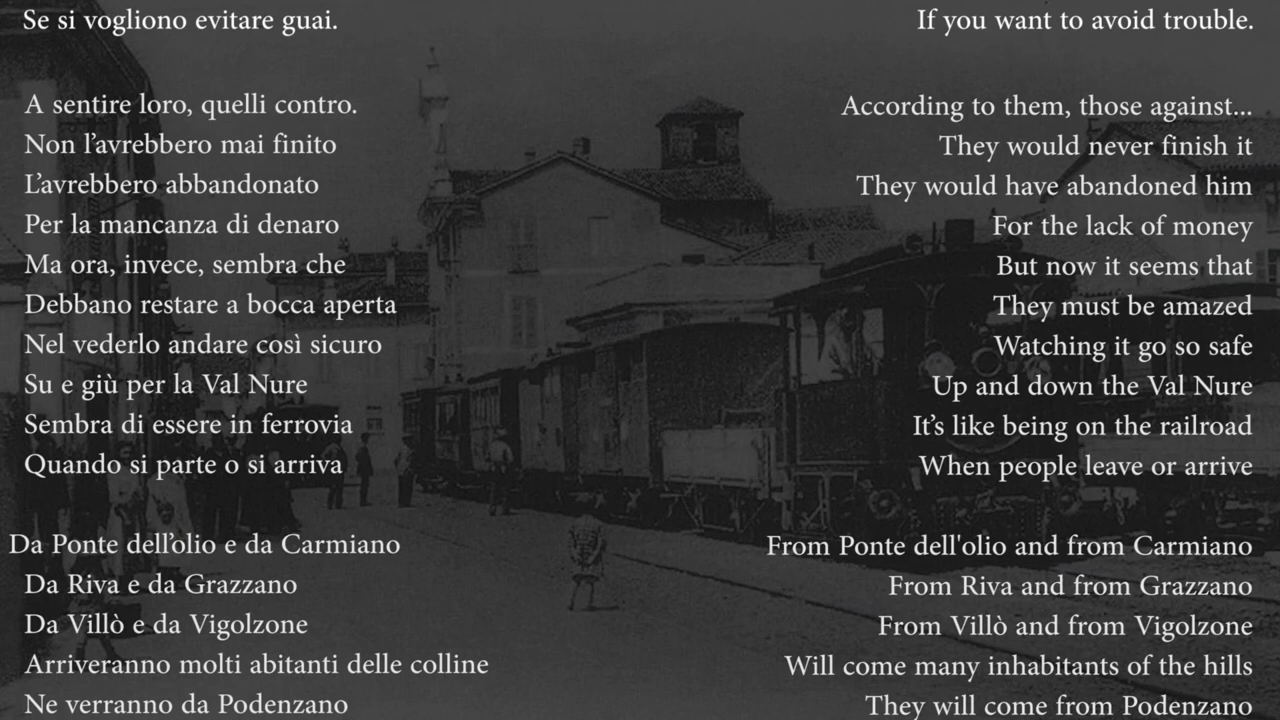 Se si vogliono evitare guai.
A sentire loro, quelli contro.
Non l'avrebbero mai finito
L'avrebbero abbandonato
Per la mancanza di denaro
Ma ora, invece, sembra che
Debbano restare a bocca aperta
Nel vederlo andare così sicuro
Su e giù per la Val Nure
Sembra di essere in ferrovia
Quando si parte o si arriva
Da Ponte dell'olio e da Carmiano
Da Riva e da Grazzano
Da Villò e da Vigolzone
Arriveranno molti abitanti delle colline
Ne verranno da Podenzano
If you want to avoid trouble.
According to them, those against...
They would never finish it
They would have abandoned him
For the lack of money
But now it seems that
They must be amazed
Watching it go so safe
Up and down the Val Nure
It's like being on the railroad
When people leave or arrive
From Ponte dell'olio and from Carmiano
From Riva and from Grazzano
From Villò and from Vigolzone
Will come many inhabitants of the hills
They will come from Podenzano